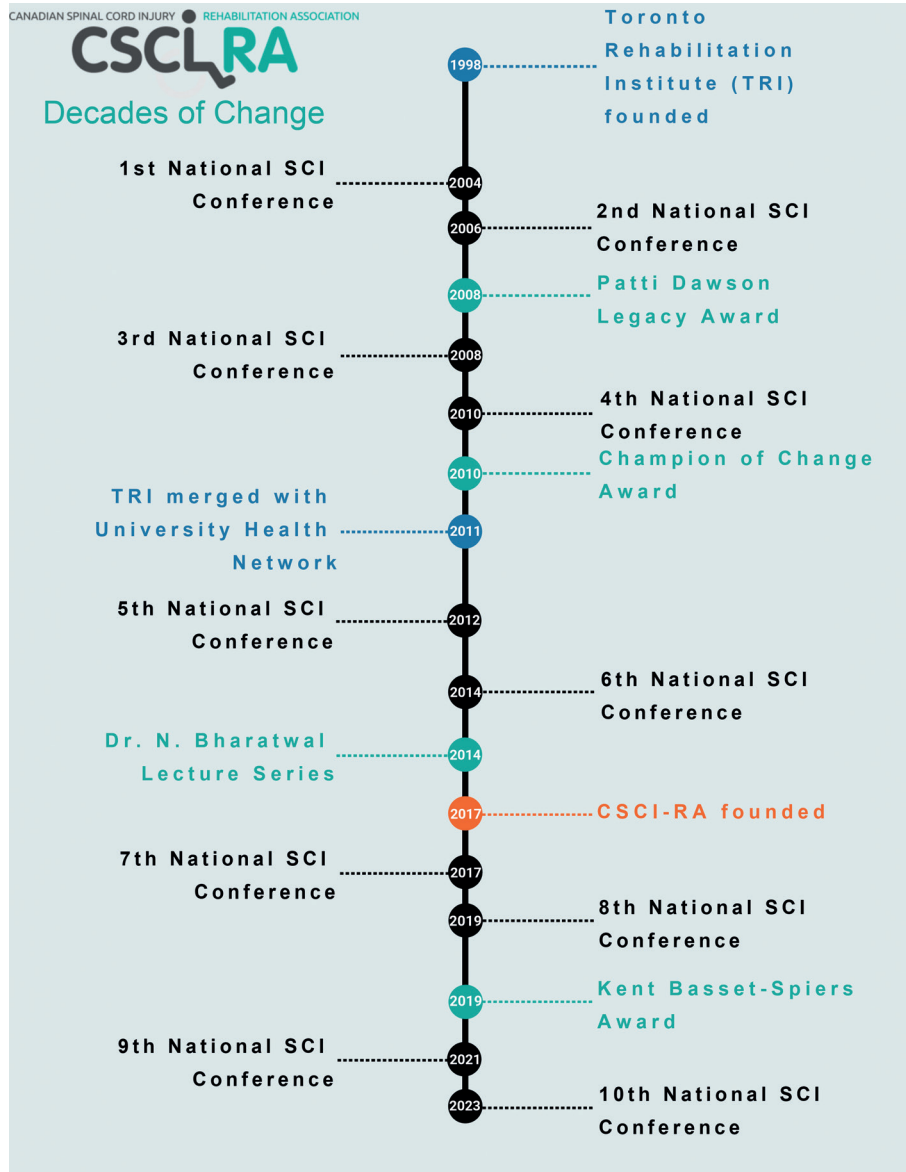 CANADIAN SPINAL CORD INJURY REHABILITATION ASSOCIATION
CSCI RA
Decades of Change
1998
Toronto
Rehabilitation
Institute (TRI)
founded
1st National SCI
Conference
2004
2006
2nd National SCI
Conference
2008
Patti Dawson
Legacy Award
3rd National SCI
Conference
2008
2010
4th National SCI
Conference
2010
Champion of Change
Award
TRI merged with
University Health
Network
2011
5th National SCI
Conference
2012
2014
6th National SCI
Conference
Dr. N. Bharatwal
Lecture Series
2014
2017
CSCI-RA founded
7th National SCI
Conference
2017
2019
8th National SCI
Conference
2019
Kent Basset-Spiers
Award
9th National SCI
Conference
2021
2023
10th National SCI
Conference